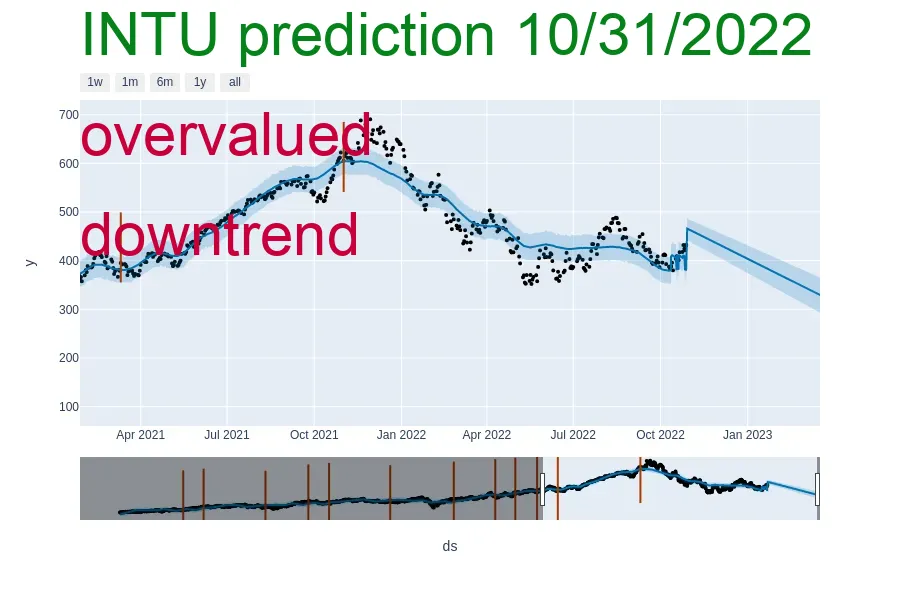 INTU prediction 10/31/2022
1w 1m 6m 1y all
700
overvalued
600
500
downtrend
400
y
300
200
100
Apr 2021 Jul 2021 Oct 2021 Jan 2022 Apr 2022 Jul 2022 Oct 2022 Jan 2023
ds